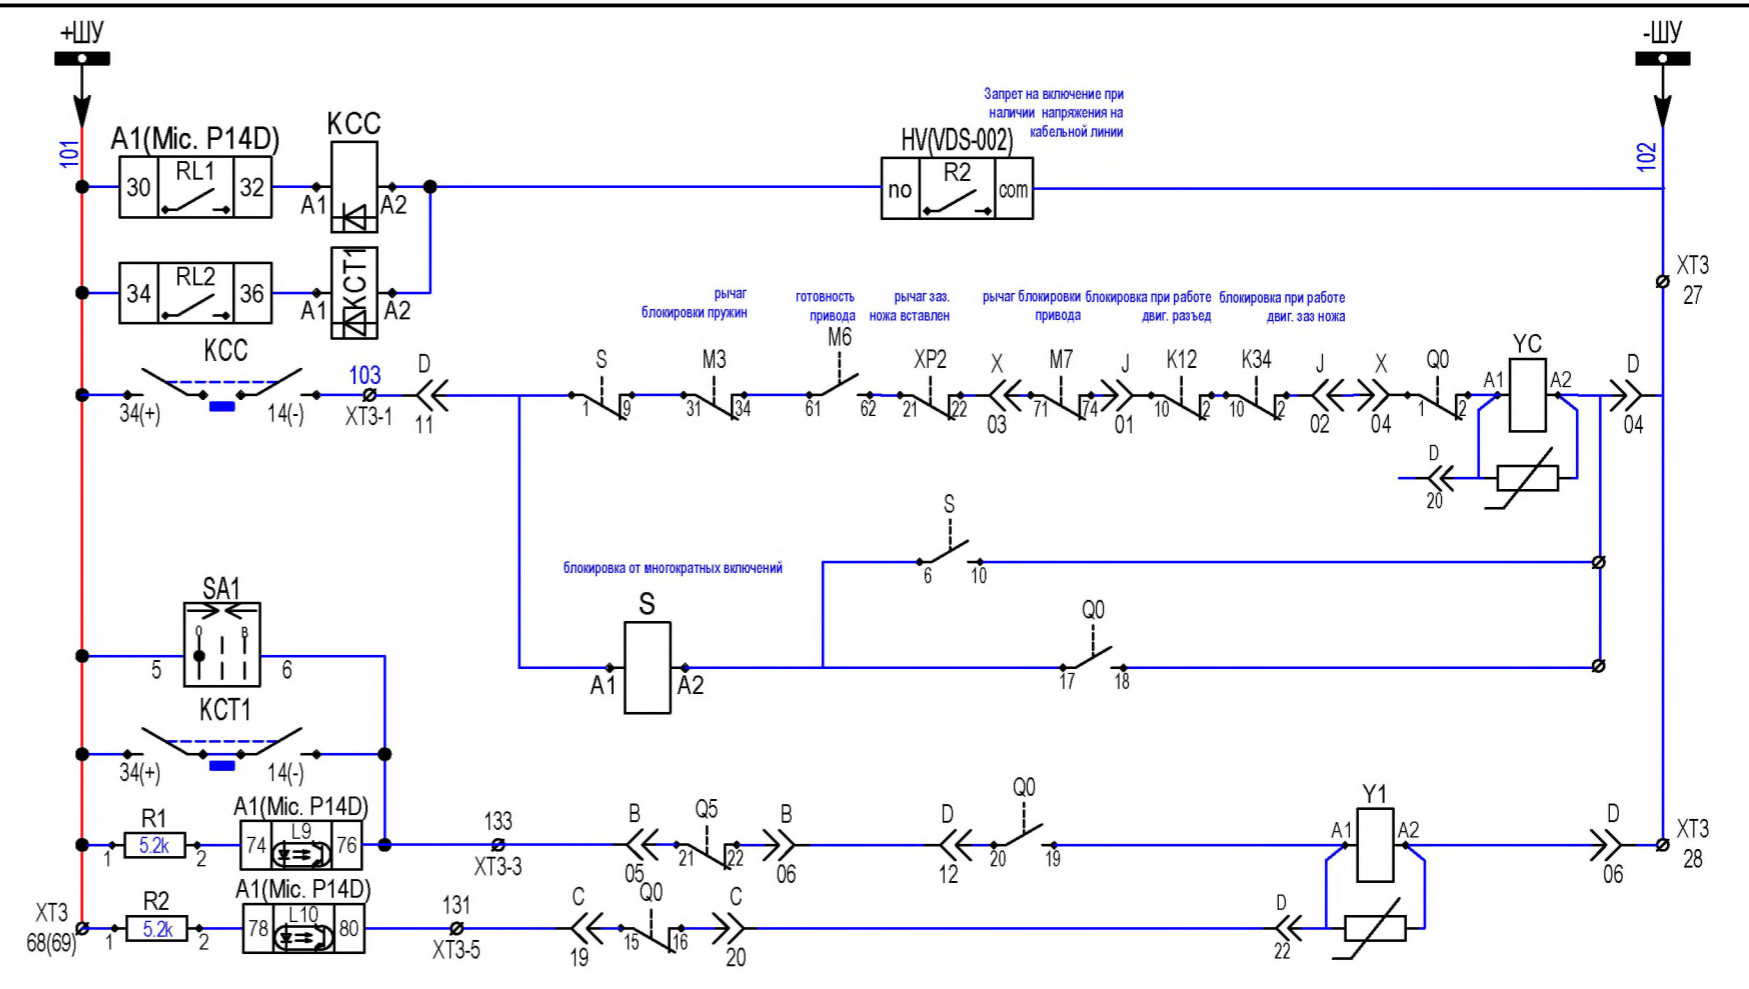 +ШУ
-ШУ
101
102
A1(Mic. P14D)
KCC
30
RL1
32
A1
A2
Запрет на включение при
наличии напряжения на
кабельной линии
HV(VDS-002)
no
R2
com
34
RL2
36
KCT1
A1
A2
XT3
27
рычаг
блокировки пружин
готовность
привода
рычаг заз.
ножа вставлен
рычаг блокировки
привода
блокировка при работе
двиг. разъед
блокировка при работе
двиг. заз ножа
KCC
34(+)
14(-)
103
XT3-1
D
11
S
1
9
M3
31
34
M6
61
62
XP2
21
22
X
03
M7
71
74
J
01
K12
10
2
K34
10
2
J
02
X
04
Q0
1
2
YC
A1
A2
D
04
D
20
S
6
10
блокировка от многократных включений
S
A1
A2
Q0
17
18
SA1
O
B
5
6
KCT1
34(+)
14(-)
R1
5.2k
1
2
A1(Mic. P14D)
74
L9
76
133
XT3-3
B
05
Q5
21
22
B
06
D
12
Q0
20
19
Y1
A1
A2
D
06
XT3
28
XT3
68(69)
R2
5.2k
1
2
A1(Mic. P14D)
78
L10
80
131
XT3-5
C
19
Q0
15
16
C
20
D
22